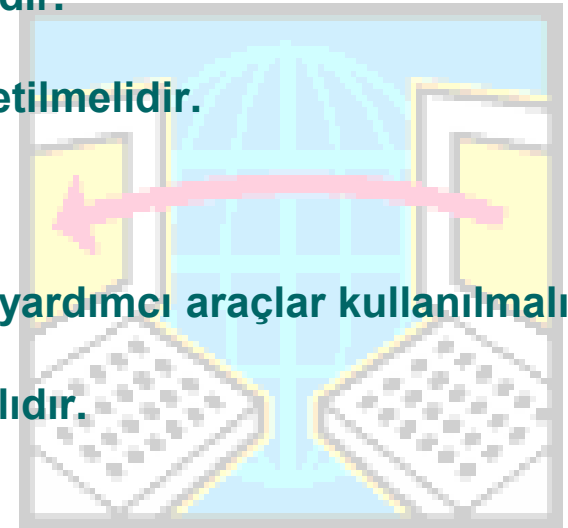 dir.
etilmelidir.
yardımcı araçlar kullanılmalı
lıdır.